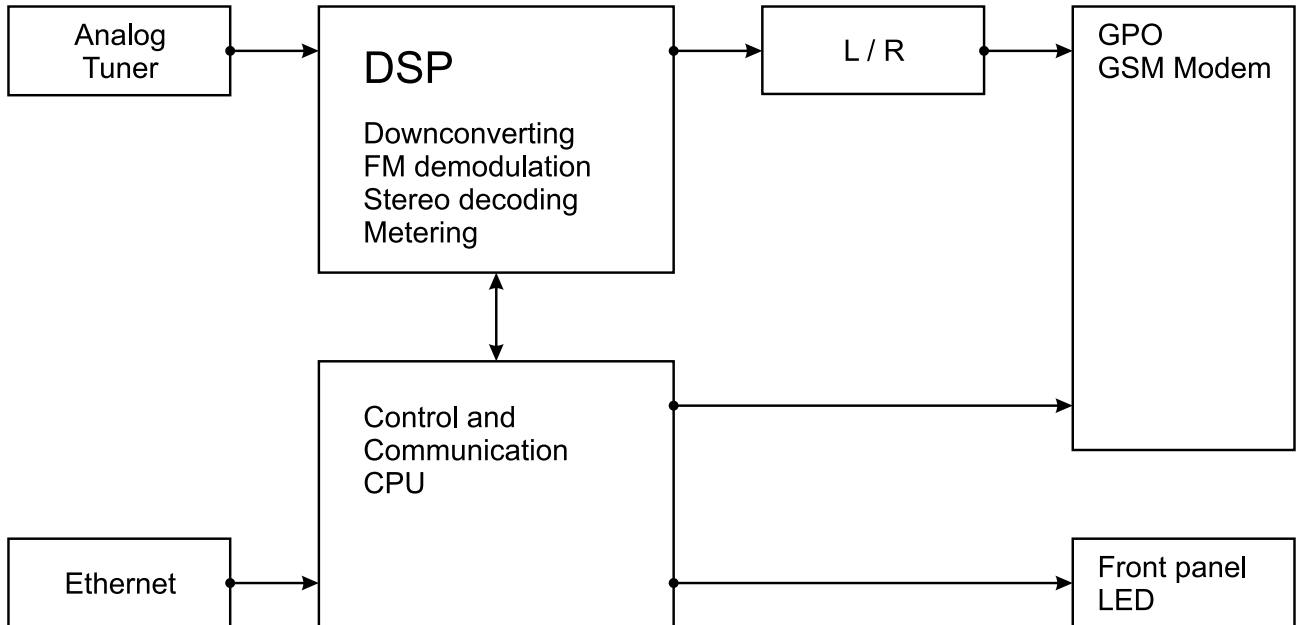 Analog
Tuner
DSP
Downconverting
FM demodulation
Stereo decoding
Metering
L / R
GPO
GSM Modem
Control and
Communication
CPU
Ethernet
Front panel
LED